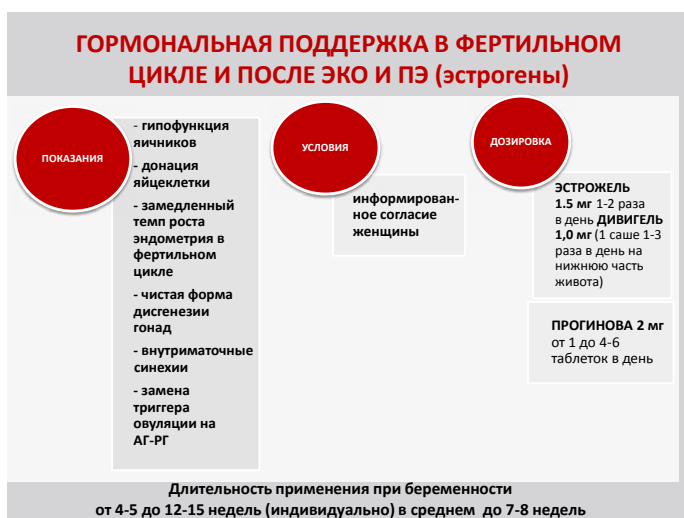 ГОРМОНАЛЬНАЯ ПОДДЕРЖКА В ФЕРТИЛЬНОМ
ЦИКЛЕ И ПОСЛЕ ЭКО И ПЭ (эстрогены)
ПОКАЗАНИЯ
- гипофункция
яичников
- донация
яйцеклетки
- замедленный
темп роста
эндометрия в
фертильном
цикле
- чистая форма
дисгенезии
гонад
- внутриматочные
синехии
- замена
триггера
овуляции на
АГ-РГ
УСЛОВИЯ
информирован-
ное согласие
женщины
ДОЗИРОВКА
ЭСТРОЖЕЛЬ
1.5 мг 1-2 раза
в день ДИВИГЕЛЬ
1,0 мг (1 саше 1-3
раза в день на
нижнюю часть
живота)
ПРОГИНОВА 2 мг
от 1 до 4-6
таблеток в день
Длительность применения при беременности
от 4-5 до 12-15 недель (индивидуально) в среднем до 7-8 недель